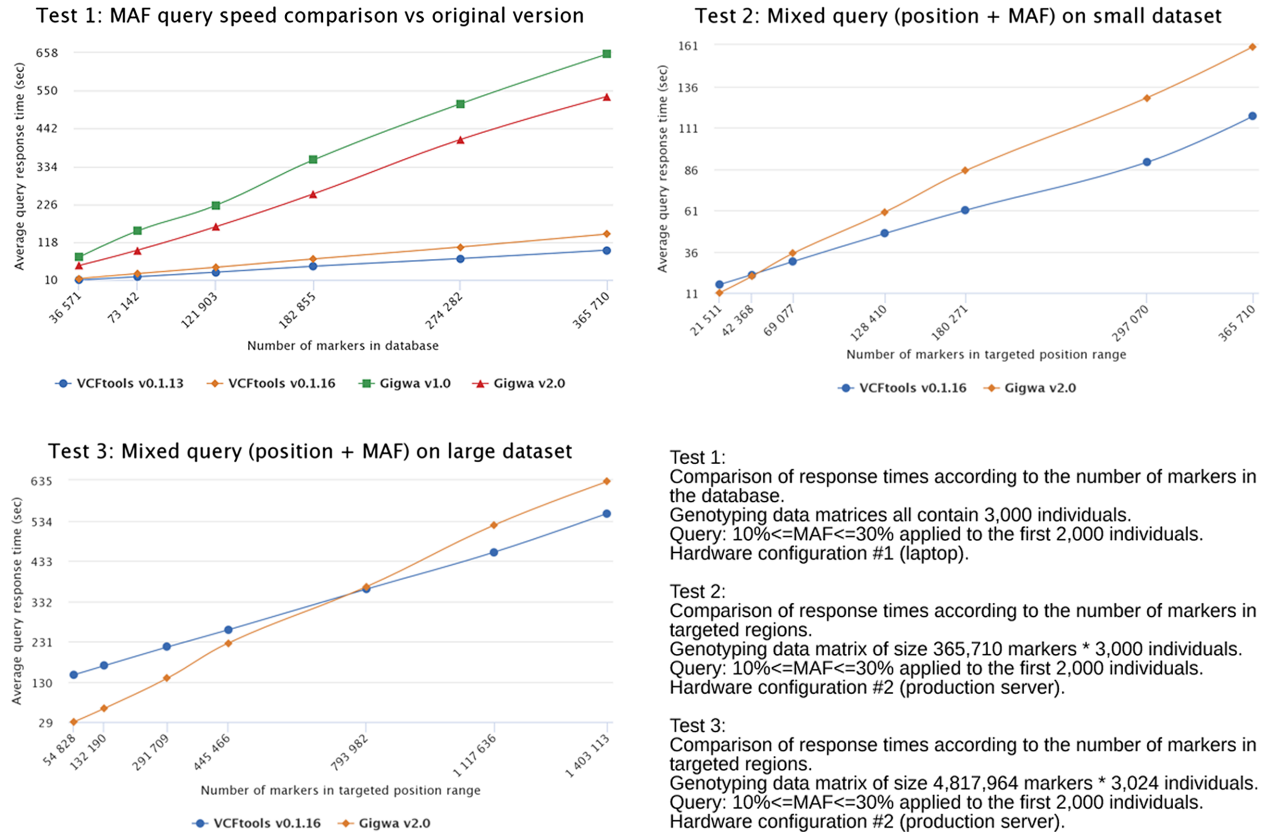 Test 1: MAF query speed comparison vs original version
Average query response time (sec)
658
550
442
334
226
118
10
36 571
73 142
121 903
182 855
274 282
365 710
Number of markers in database
VCFtools v0.1.13
VCFtools v0.1.16
Gigwa v1.0
Gigwa v2.0
Test 2: Mixed query (position + MAF) on small dataset
Average query response time (sec)
161
136
111
86
61
36
11
21 511
42 368
69 077
128 410
180 271
297 070
365 710
Number of markers in targeted position range
VCFtools v0.1.16
Gigwa v2.0
Test 3: Mixed query (position + MAF) on large dataset
Average query response time (sec)
635
534
433
332
231
130
29
54 828
132 190
291 709
445 466
793 982
1 117 636
1 403 113
Number of markers in targeted position range
VCFtools v0.1.16
Gigwa v2.0
Test 1:
Comparison of response times according to the number of markers in
the database.
Genotyping data matrices all contain 3,000 individuals.
Query: 10%<=MAF<=30% applied to the first 2,000 individuals.
Hardware configuration #1 (laptop).
Test 2:
Comparison of response times according to the number of markers in
targeted regions.
Genotyping data matrix of size 365,710 markers * 3,000 individuals.
Query: 10%<=MAF<=30% applied to the first 2,000 individuals.
Hardware configuration #2 (production server).
Test 3:
Comparison of response times according to the number of markers in
targeted regions.
Genotyping data matrix of size 4,817,964 markers * 3,024 individuals.
Query: 10%<=MAF<=30% applied to the first 2,000 individuals.
Hardware configuration #2 (production server).